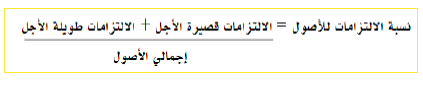 نسبة الالتزامات للأصول = الالتزامات قصيرة الأجل + الالتزامات طويلة الأجل
إجمالي الأصول